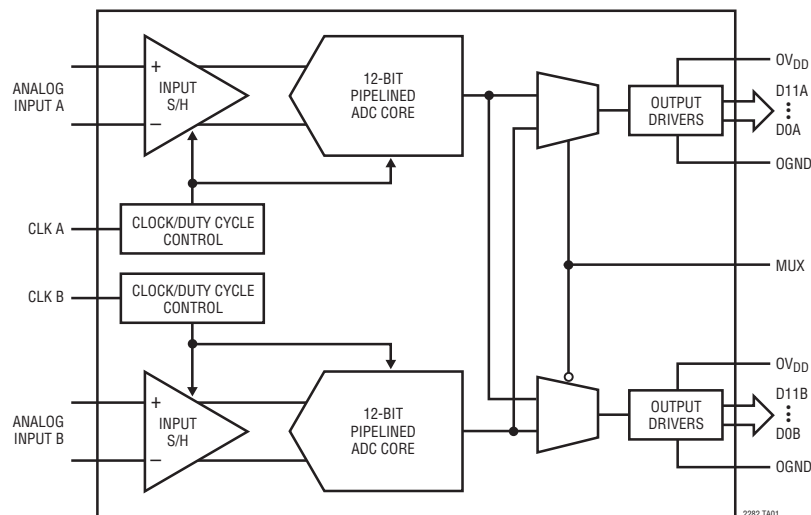 ANALOG
INPUT A
+
−
INPUT
S/H
12-BIT
PIPELINED
ADC CORE
OUTPUT
DRIVERS
OVDD
D11A
D0A
OGND
CLK A
CLOCK/DUTY CYCLE
CONTROL
MUX
CLK B
CLOCK/DUTY CYCLE
CONTROL
ANALOG
INPUT B
+
−
INPUT
S/H
12-BIT
PIPELINED
ADC CORE
OUTPUT
DRIVERS
OVDD
D11B
D0B
OGND
2282 TA01